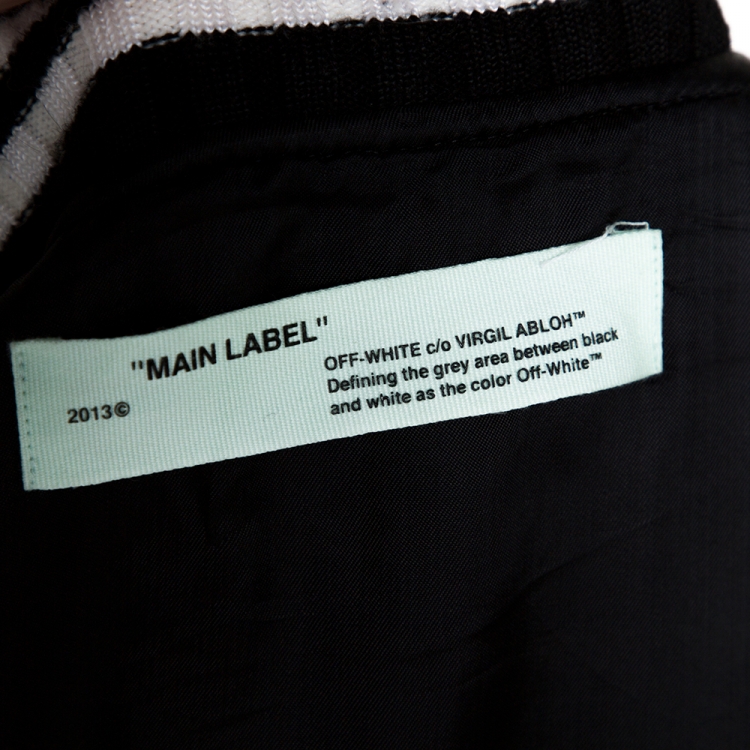 "MAIN LABEL"
2013©
OFF-WHITE c/o VIRGIL ABLOH™
Defining the grey area between black
and white as the color Off-White™